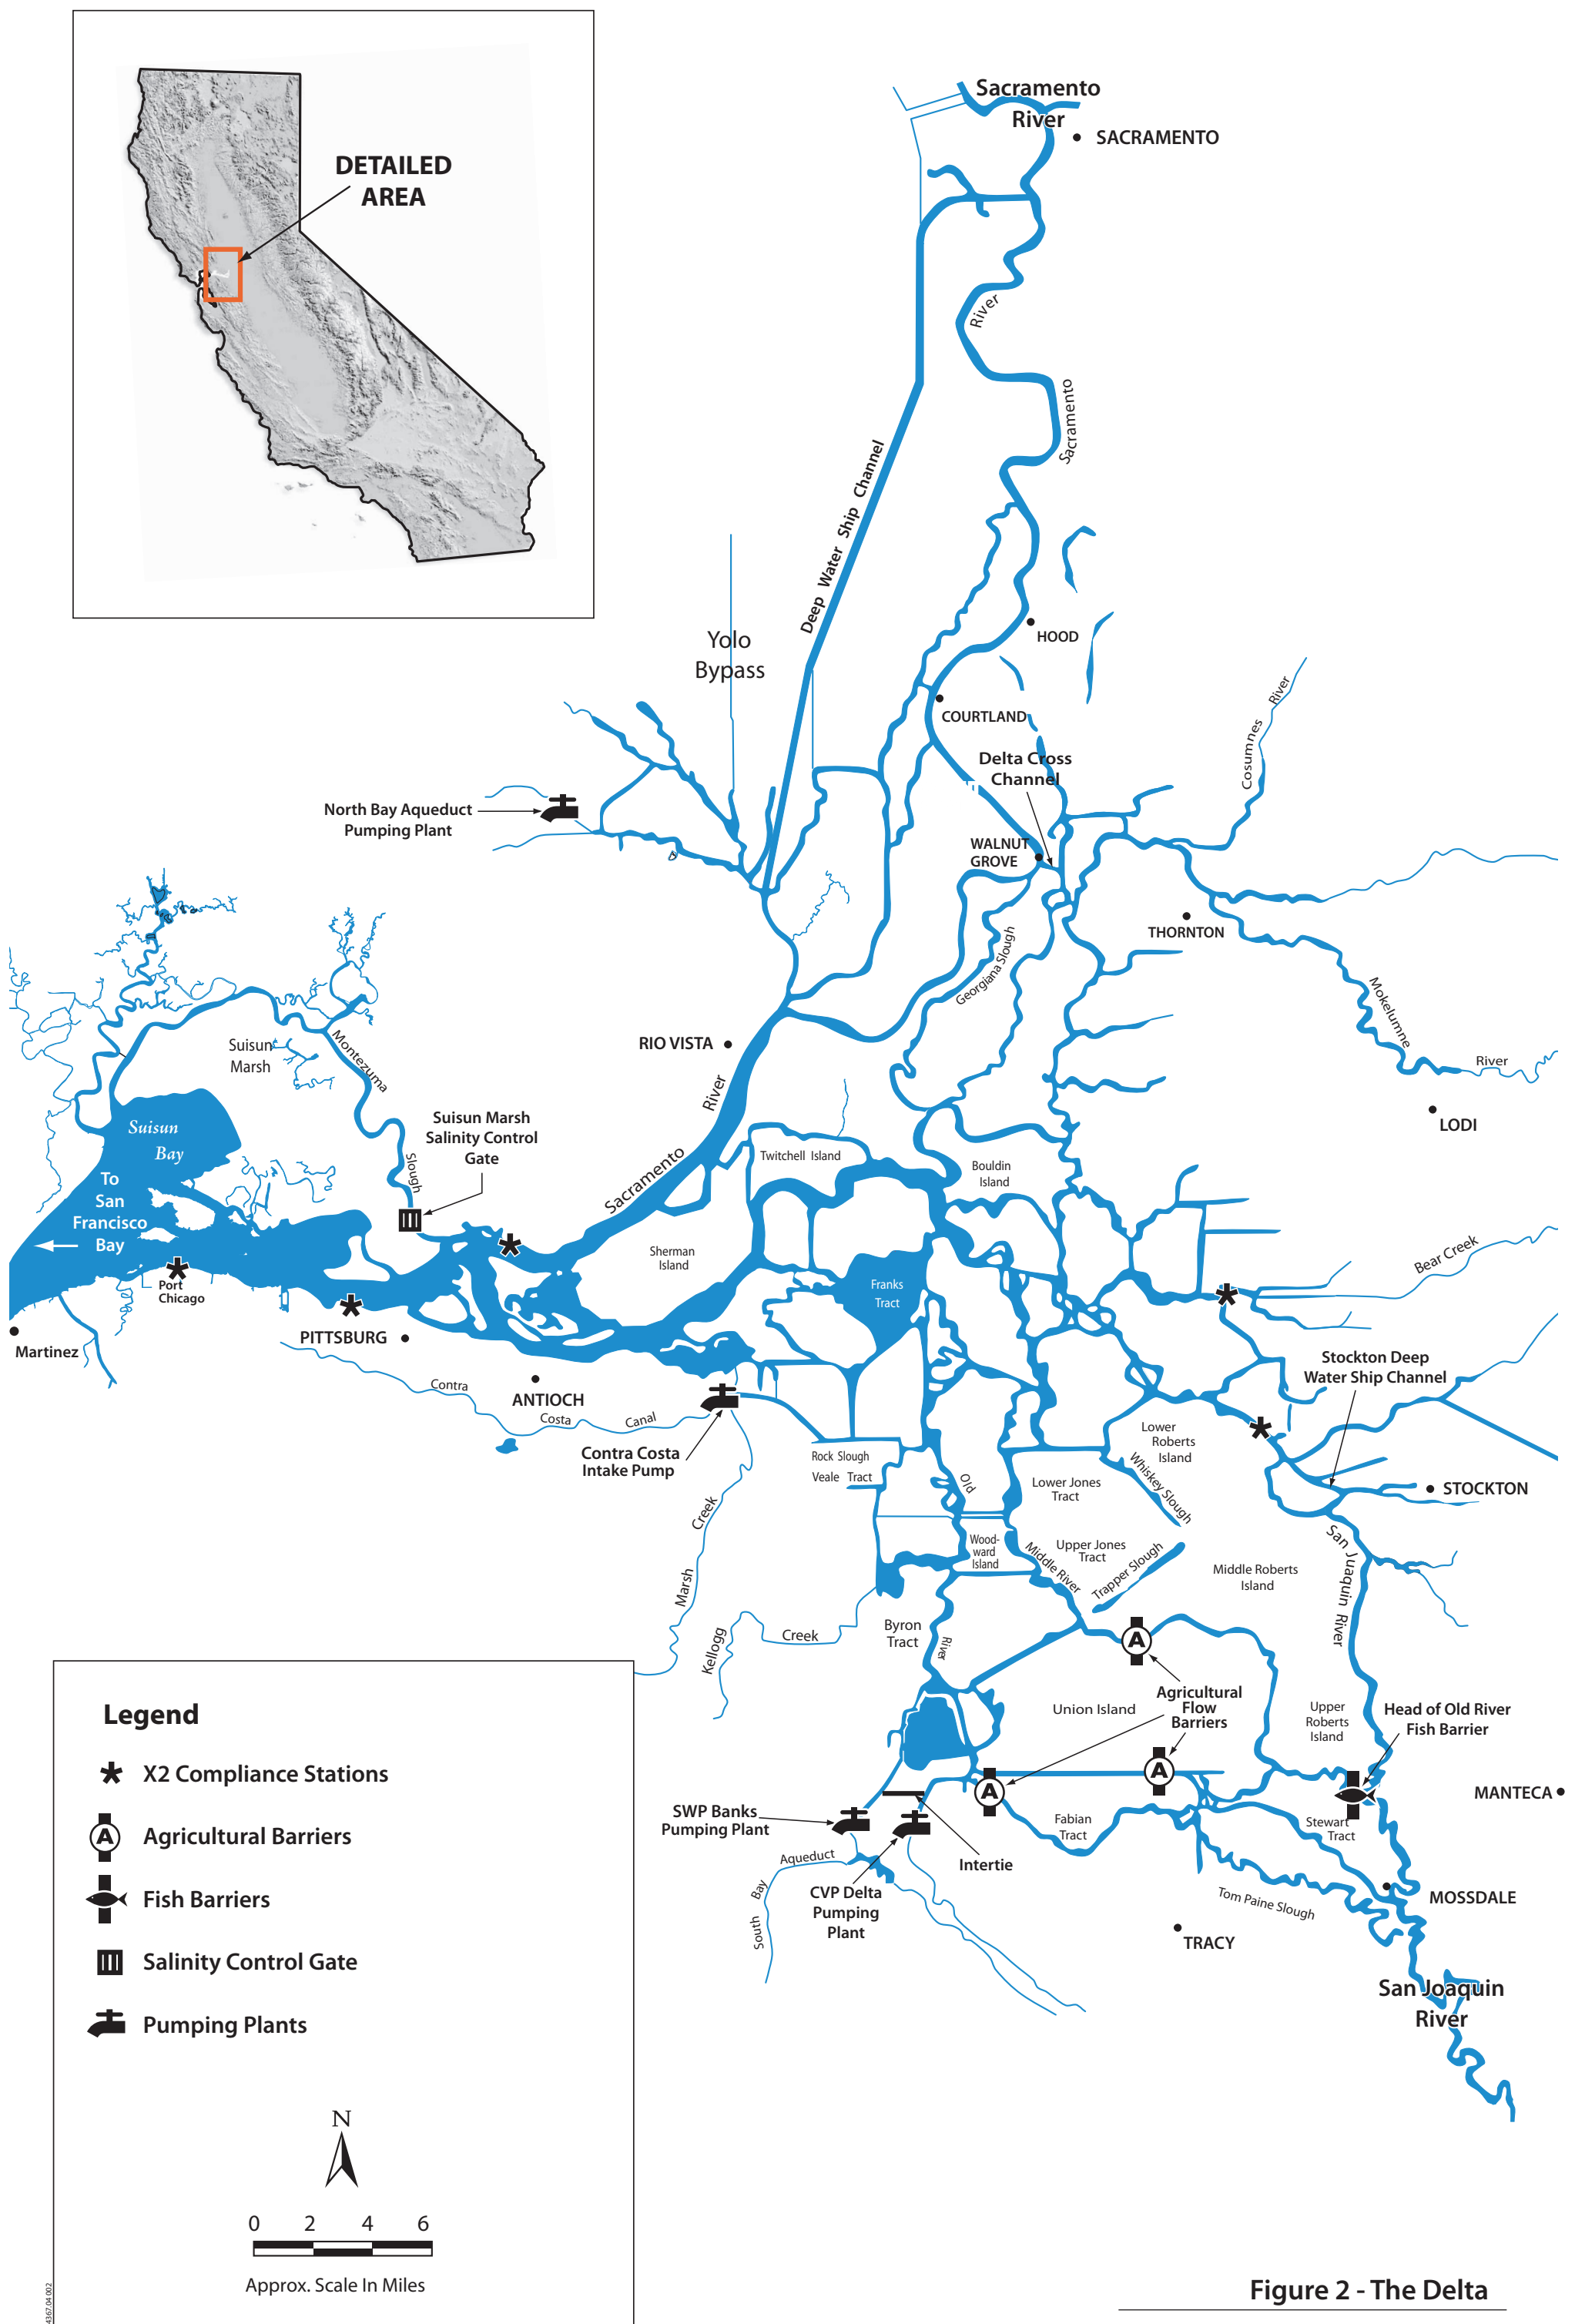 DETAILED
AREA
Sacramento
River
SACRAMENTO
River
Sacramento
Deep Water Ship Channel
Yolo
Bypass
HOOD
COURTLAND
Cosumnes River
Delta Cross
Channel
North Bay Aqueduct
Pumping Plant
WALNUT
GROVE
THORNTON
Georgiana Slough
Mokelumne
River
RIO VISTA
Suisun
Marsh
Montezuma
Slough
LODI
Suisun
Bay
Suisun Marsh
Salinity Control
Gate
River
Sacramento
Twitchell Island
Bouldin
Island
To
San
Francisco
Bay
Sherman
Island
Franks
Tract
Bear Creek
Port
Chicago
PITTSBURG
Martinez
ANTIOCH
Contra
Costa
Canal
Contra Costa
Intake Pump
Stockton Deep
Water Ship Channel
Lower
Roberts
Island
Rock Slough
Veale Tract
Old
Lower Jones
Tract
Whiskey Slough
STOCKTON
Wood-
ward
Island
Middle River
Upper Jones
Tract
Trapper Slough
Middle Roberts
Island
San Juaquin River
Creek
Marsh
Kellogg
Creek
Byron
Tract
River
Agricultural
Flow
Barriers
Union Island
Upper
Roberts
Island
Head of Old River
Fish Barrier
A
A
A
MANTECA
SWP Banks
Pumping Plant
Fabian
Tract
Stewart
Tract
Intertie
Aqueduct
South Bay
CVP Delta
Pumping
Plant
Tom Paine Slough
MOSSDALE
TRACY
San Joaquin
River
Legend
X2 Compliance Stations
A
Agricultural Barriers
Fish Barriers
Salinity Control Gate
Pumping Plants
N
0 2 4 6
Approx. Scale In Miles
4367.04 002
Figure 2 - The Delta